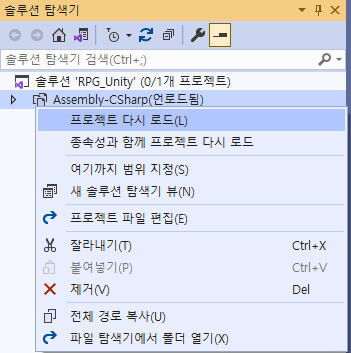 솔루션 탐색기
솔루션 탐색기 검색(Ctrl+;)
솔루션 'RPG_Unity' (0/1개 프로젝트)
Assembly-CSharp(언로드됨)
프로젝트 다시 로드(L)
종속성과 함께 프로젝트 다시 로드
여기까지 범위 지정(S)
새 솔루션 탐색기 뷰(N)
프로젝트 파일 편집(E)
잘라내기(T) Ctrl+X
붙여넣기(P) Ctrl+V
제거(V) Del
전체 경로 복사(U)
파일 탐색기에서 폴더 열기(X)